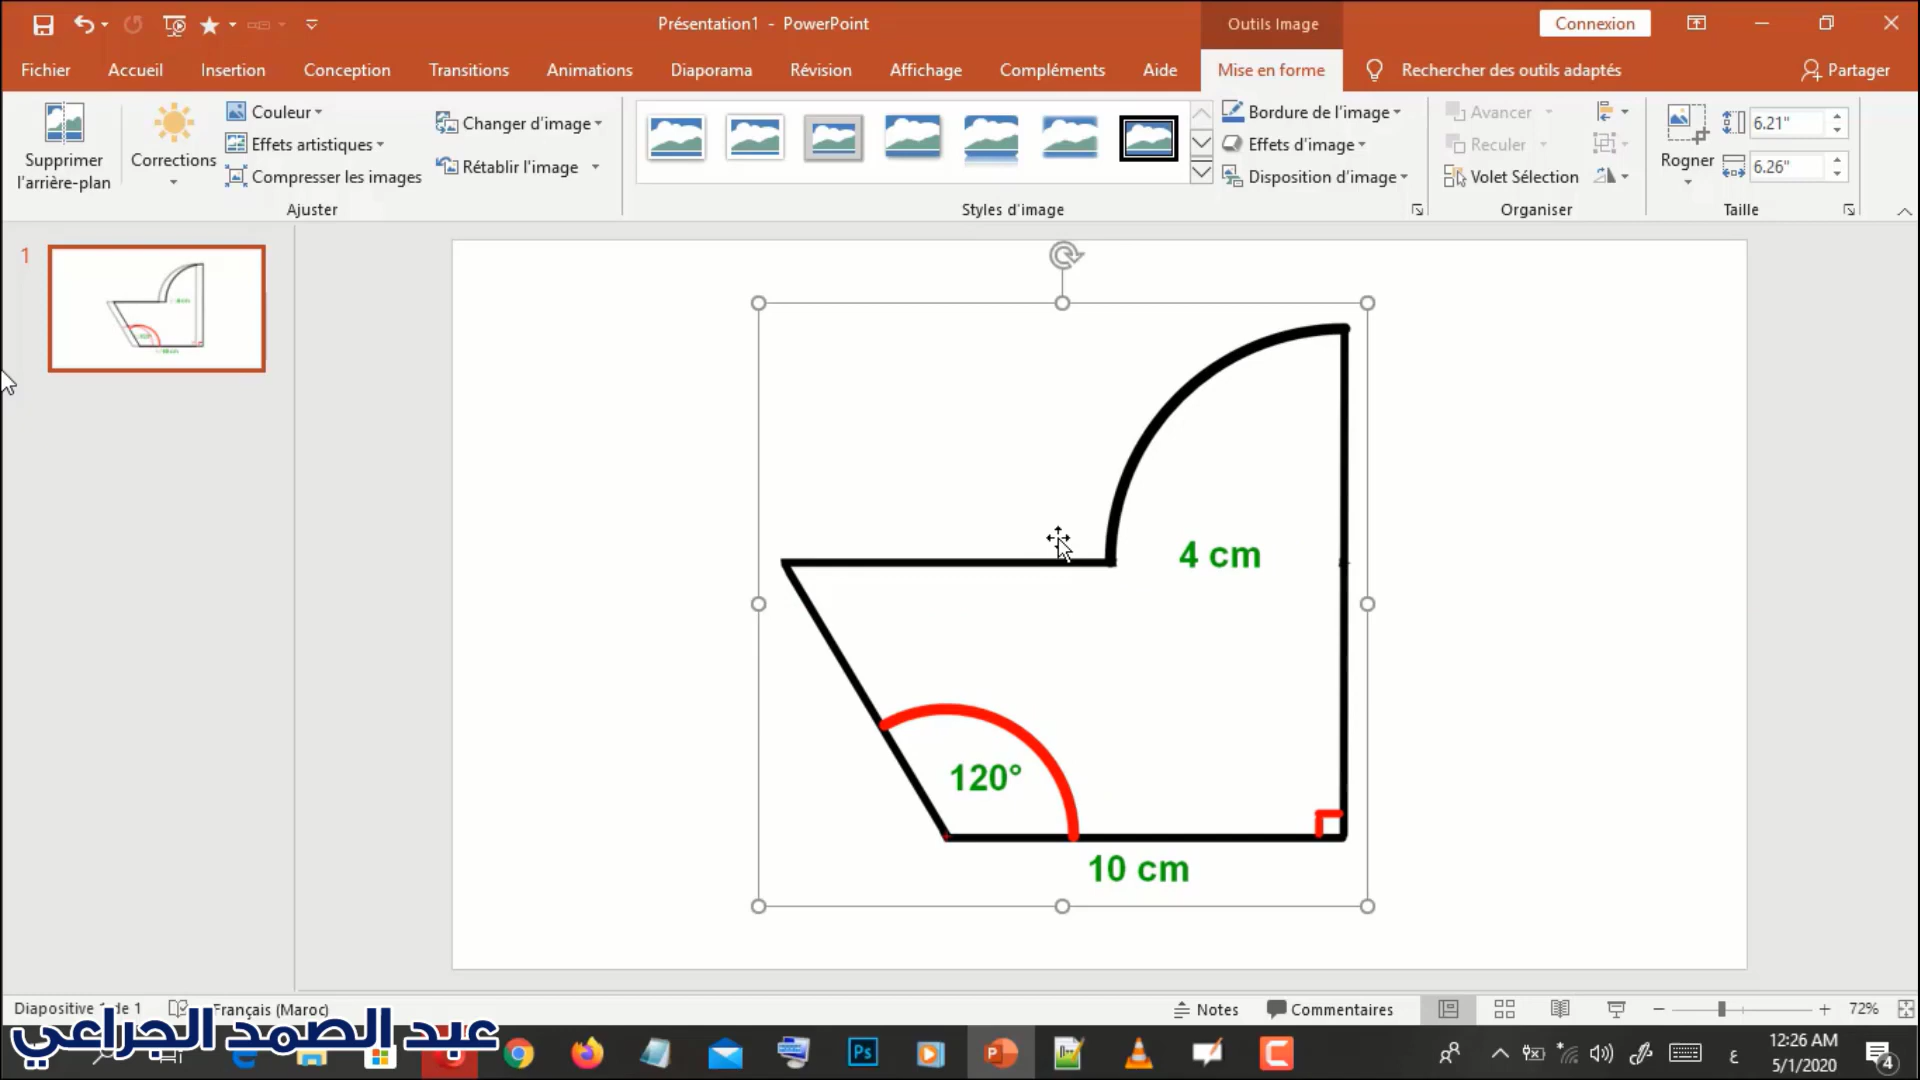 Présentation1 - PowerPoint
Outils Image
Connexion
Fichier
Accueil
Insertion
Conception
Transitions
Animations
Diaporama
Révision
Affichage
Compléments
Aide
Mise en forme
Rechercher des outils adaptés
Partager
Supprimer
l'arrière-plan
Corrections
Couleur
Effets artistiques
Compresser les images
Changer d'image
Rétablir l'image
Ajuster
Styles d'image
Bordure de l'image
Effets d'image
Disposition d'image
Avancer
Reculer
Volet Sélection
Organiser
Rogner
6.21"
6.26"
Taille
1
4 cm
120°
10 cm
Français (Maroc)
Notes
Commentaires
72%
عبد الصمد الجراعي
Ps
ع
12:26 AM
5/1/2020
4